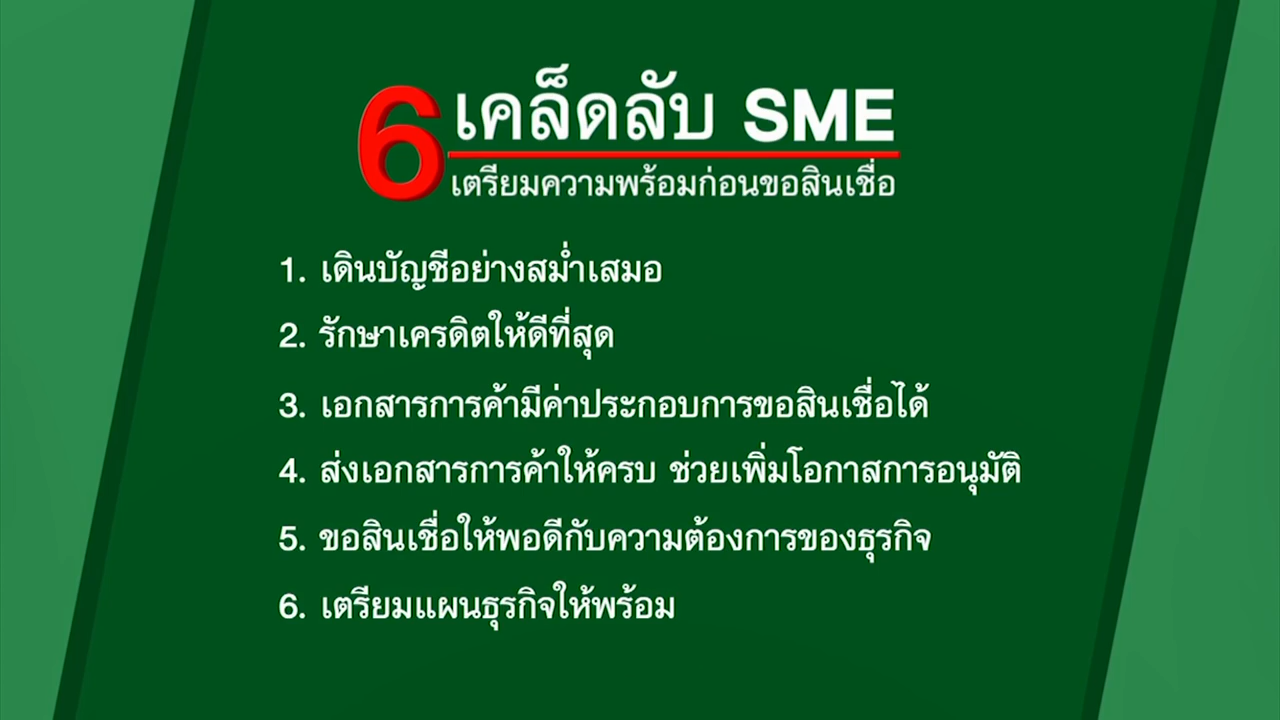 6 เคล็ดลับ SME
เตรียมความพร้อมก่อนขอสินเชื่อ
1. เดินบัญชีอย่างสม่ำเสมอ
2. รักษาเครดิตให้ดีที่สุด
3. เอกสารการค้ามีค่าประกอบการขอสินเชื่อได้
4. ส่งเอกสารการค้าให้ครบ ช่วยเพิ่มโอกาสการอนุมัติ
5. ขอสินเชื่อให้พอดีกับความต้องการของธุรกิจ
6. เตรียมแผนธุรกิจให้พร้อม